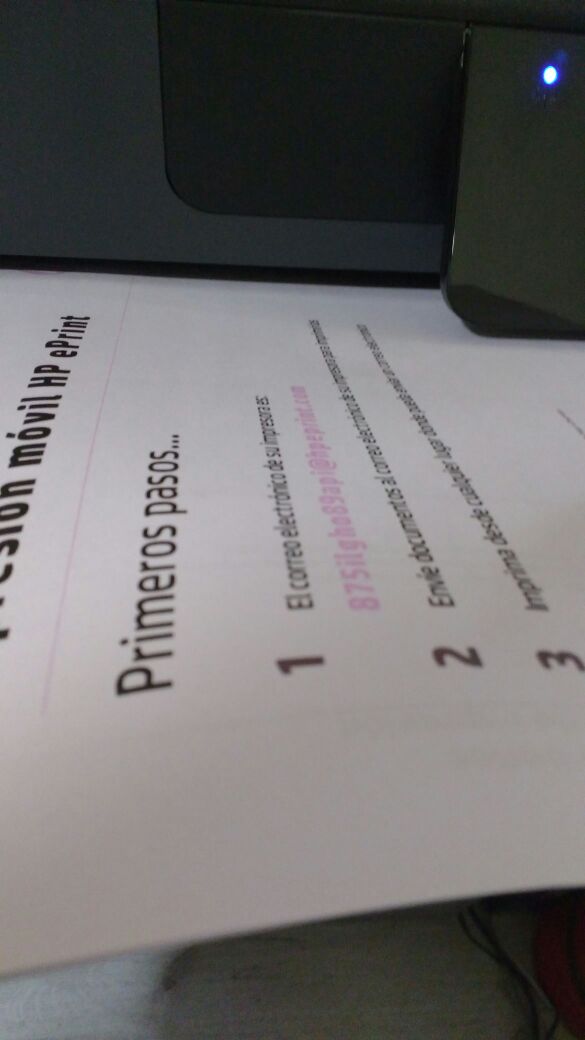 móvil HP ePrint
Primeros pasos...
1 El correo electrónico de su impresora es:
875ilgho89api@hpeprint.com
2 Envíe documentos al correo electrónico de su impresora para imprimirlos
3 Imprima desde cualquier lugar donde pueda enviar un correo electrónico